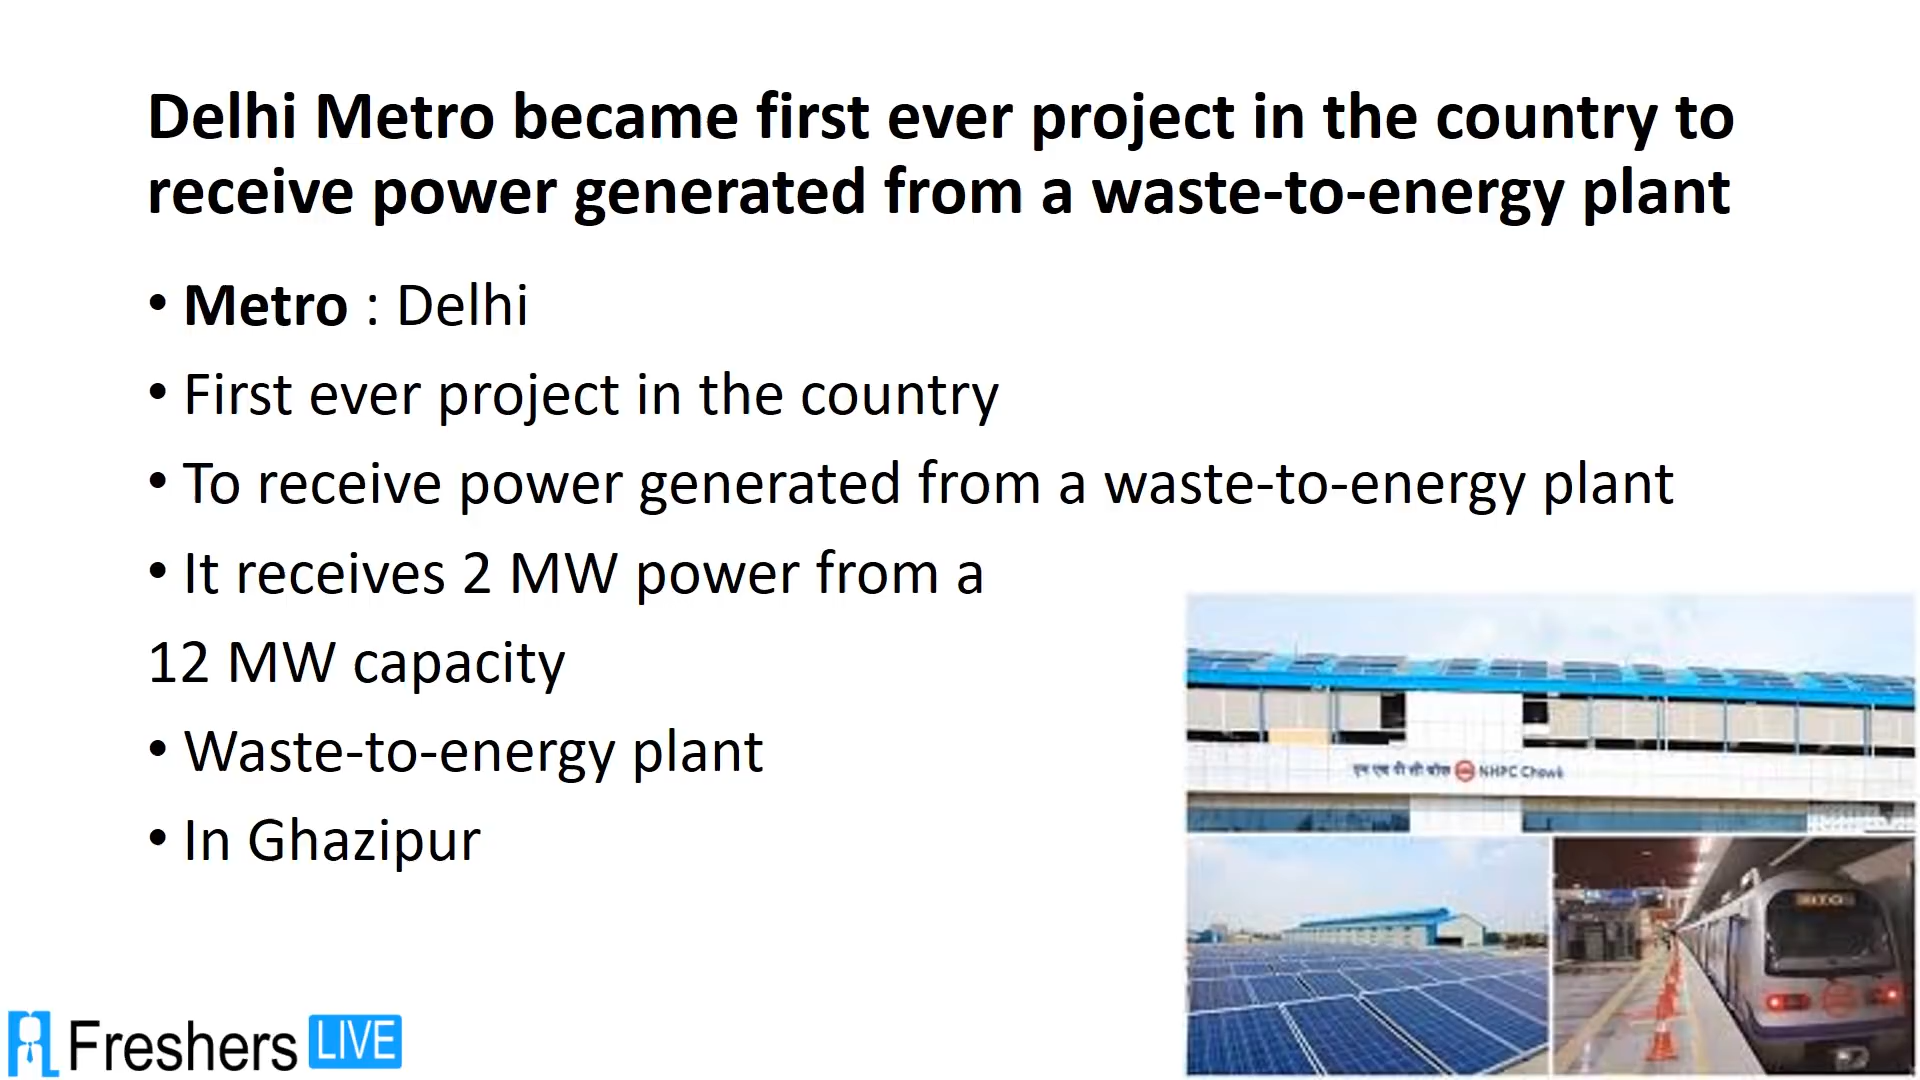 Delhi Metro became first ever project in the country to
receive power generated from a waste-to-energy plant
• Metro : Delhi
• First ever project in the country
• To receive power generated from a waste-to-energy plant
• It receives 2 MW power from a
12 MW capacity
• Waste-to-energy plant
• In Ghazipur
एन एच पी सी चौक NHPC Chowk
Freshers LIVE